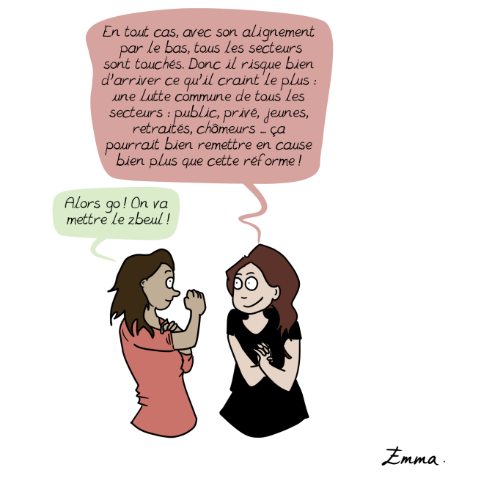 En tout cas, avec son alignement
par le bas, tous les secteurs
sont touchés. Donc il risque bien
d'arriver ce qu'il craint le plus :
une lutte commune de tous les
secteurs : public, privé, jeunes,
retraités, chômeurs ... ça
pourrait bien remettre en cause
bien plus que cette réforme !
Alors go ! On va
mettre le zbeul !
Emma.